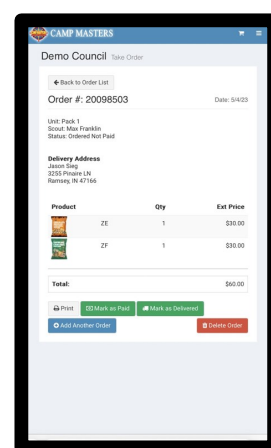 CAMP MASTERS
Demo Council Take Order
Back to Order List
Order #: 20098503 Date: 5/4/23
Unit: Pack 1
Scout: Max Franklin
Status: Ordered Not Paid
Delivery Address
Jason Sieg
3255 Pinaire LN
Ramsey, IN 47166
Product Qty Ext Price
ZE 1 $30.00
ZF 1 $30.00
Total: $60.00
Print Mark as Paid Mark as Delivered
Add Another Order Delete Order